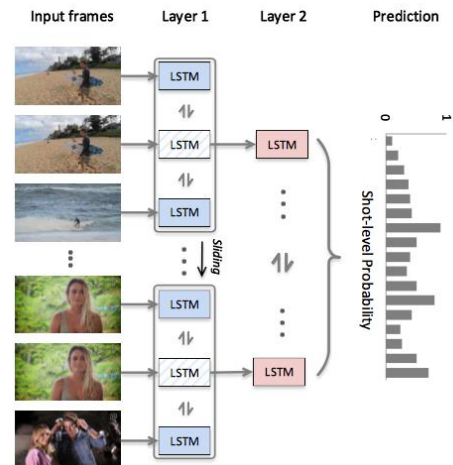 Input frames Layer 1 Layer 2 Prediction
0 1
LSTM
LSTM LSTM
LSTM
Sliding
Shot-level Probability
LSTM
LSTM LSTM
LSTM